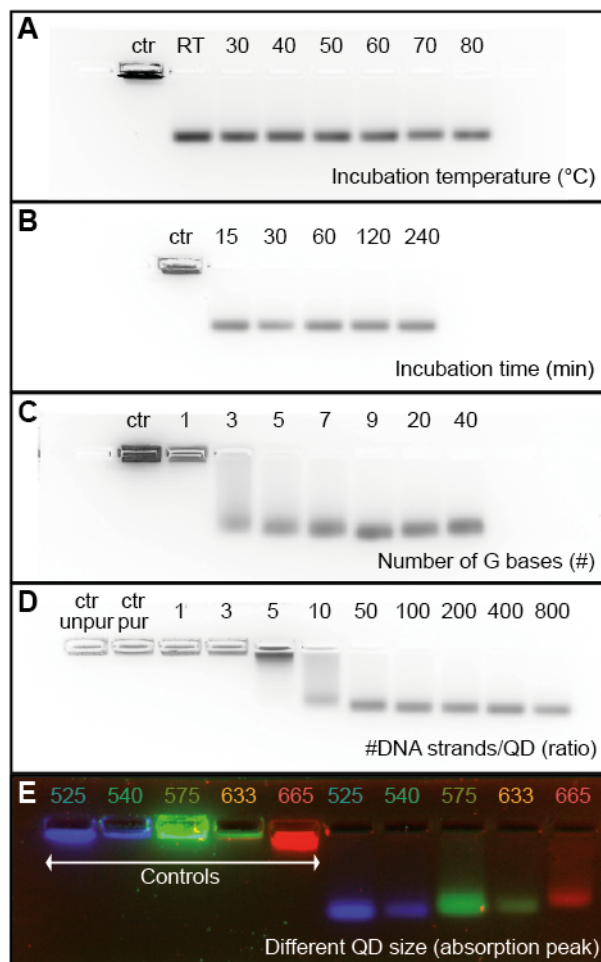 A
ctr RT 30 40 50 60 70 80
Incubation temperature (°C)
B
ctr 15 30 60 120 240
Incubation time (min)
C
ctr 1 3 5 7 9 20 40
Number of G bases (#)
D
ctr unpur ctr pur 1 3 5 10 50 100 200 400 800
#DNA strands/QD (ratio)
E
525 540 575 633 665 525 540 575 633 665
Controls
Different QD size (absorption peak)